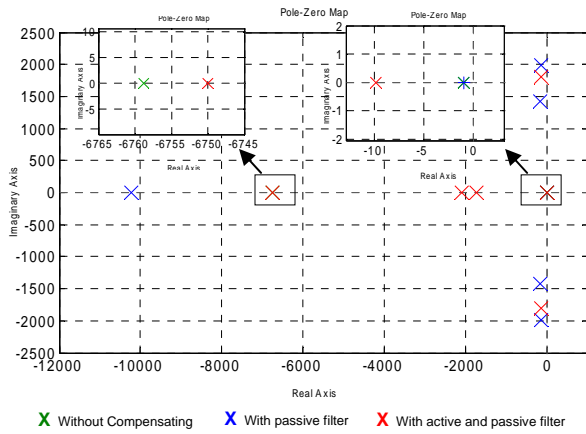 Pole-Zero Map
Pole-Zero Map
Pole-Zero Map
2500
2000
1500
1000
500
0
-500
-1000
-1500
-2000
-2500
Imaginary Axis
-12000 -10000 -8000 -6000 -4000 -2000 0
Real Axis
10
5
0
-5
Imaginary Axis
-6765 -6760 -6755 -6750 -6745
Real Axis
2
1
0
-1
-2
Imaginary Axis
-10 -5 0
Real Axis
X Without Compensating X With passive filter X With active and passive filter